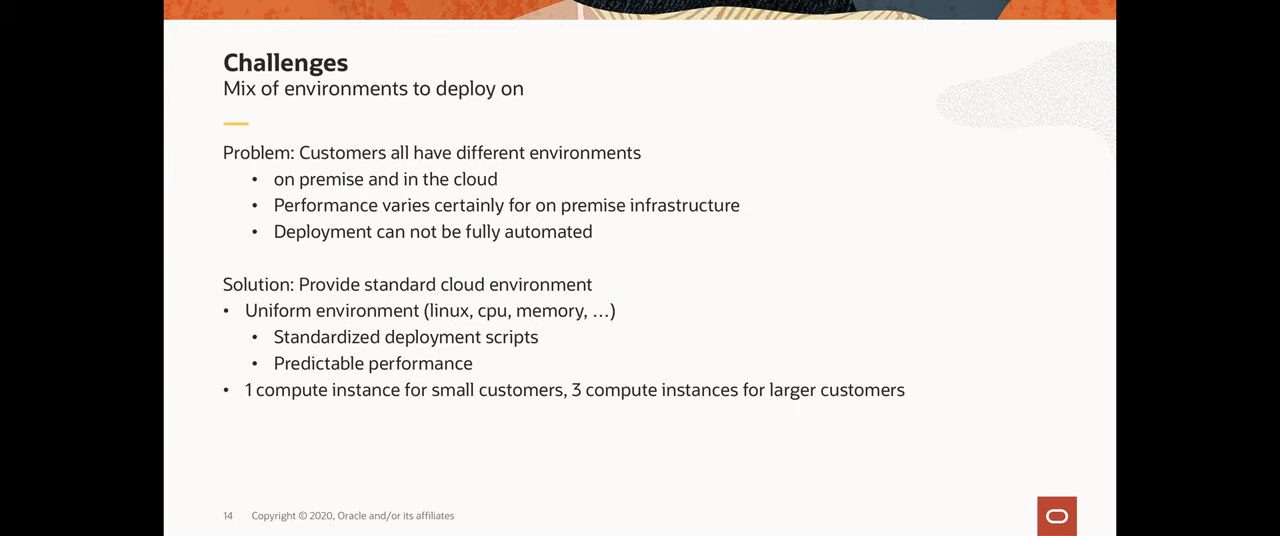 Challenges
Mix of environments to deploy on
Problem: Customers all have different environments
• on premise and in the cloud
• Performance varies certainly for on premise infrastructure
• Deployment can not be fully automated
Solution: Provide standard cloud environment
• Uniform environment (linux, cpu, memory, …)
• Standardized deployment scripts
• Predictable performance
• 1 compute instance for small customers, 3 compute instances for larger customers
14 Copyright © 2020, Oracle and/or its affiliates